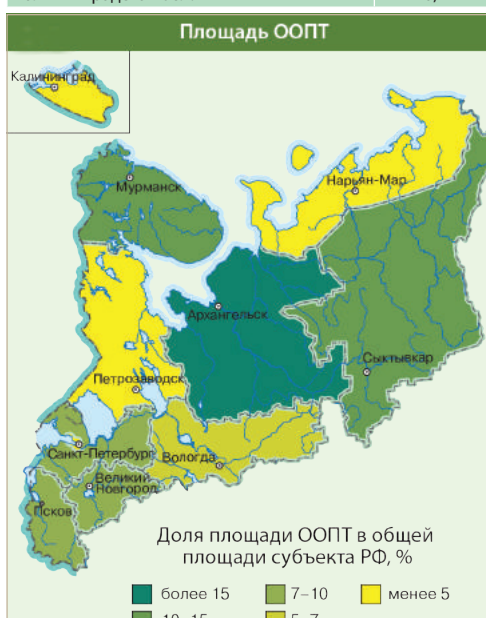 Площадь ООПТ
Калининград
Мурманск
Нарьян-Мар
Архангельск
Сыктывкар
Петрозаводск
Санкт-Петербург
Вологда
Великий
Новгород
Псков
Доля площади ООПТ в общей
площади субъекта РФ, %
более 15
7–10
менее 5